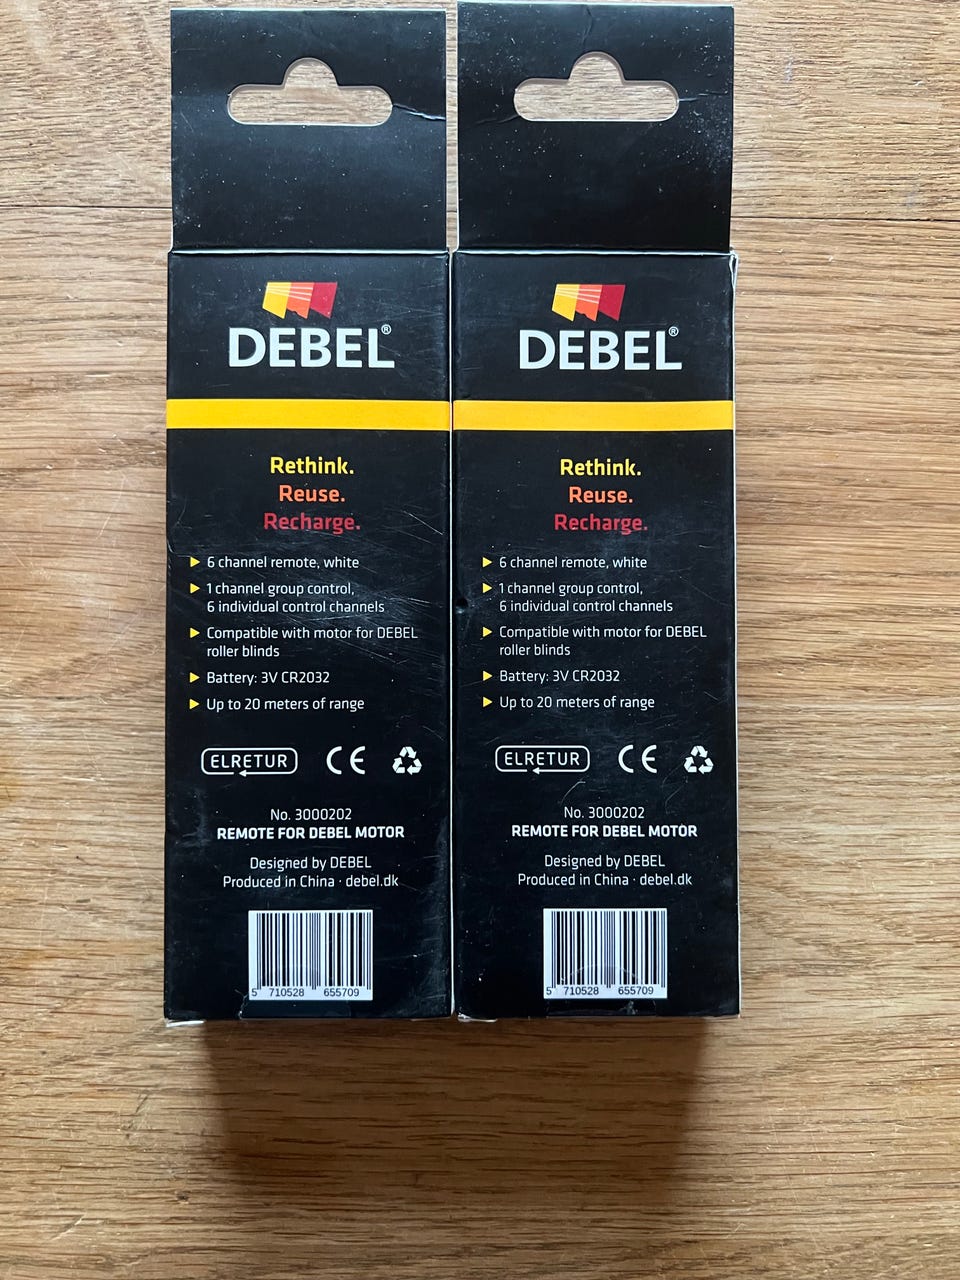 DEBEL®
Rethink.
Reuse.
Recharge.
6 channel remote, white
1 channel group control,
6 individual control channels
Compatible with motor for DEBEL
roller blinds
Battery: 3V CR2032
Up to 20 meters of range
ELRETUR CE
No. 3000202
REMOTE FOR DEBEL MOTOR
Designed by DEBEL
Produced in China · debel.dk
5 710528 655709
DEBEL®
Rethink.
Reuse.
Recharge.
6 channel remote, white
1 channel group control,
6 individual control channels
Compatible with motor for DEBEL
roller blinds
Battery: 3V CR2032
Up to 20 meters of range
ELRETUR CE
No. 3000202
REMOTE FOR DEBEL MOTOR
Designed by DEBEL
Produced in China · debel.dk
5 710528 655709